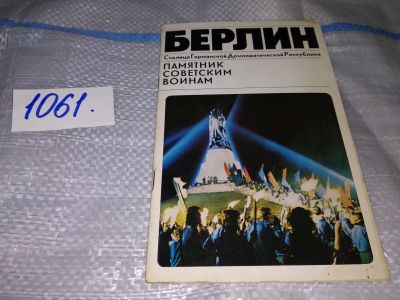 БЕРЛИН
Столица Германской Демократической Республики
ПАМЯТНИК
СОВЕТСКИМ
ВОИНАМ
1061.